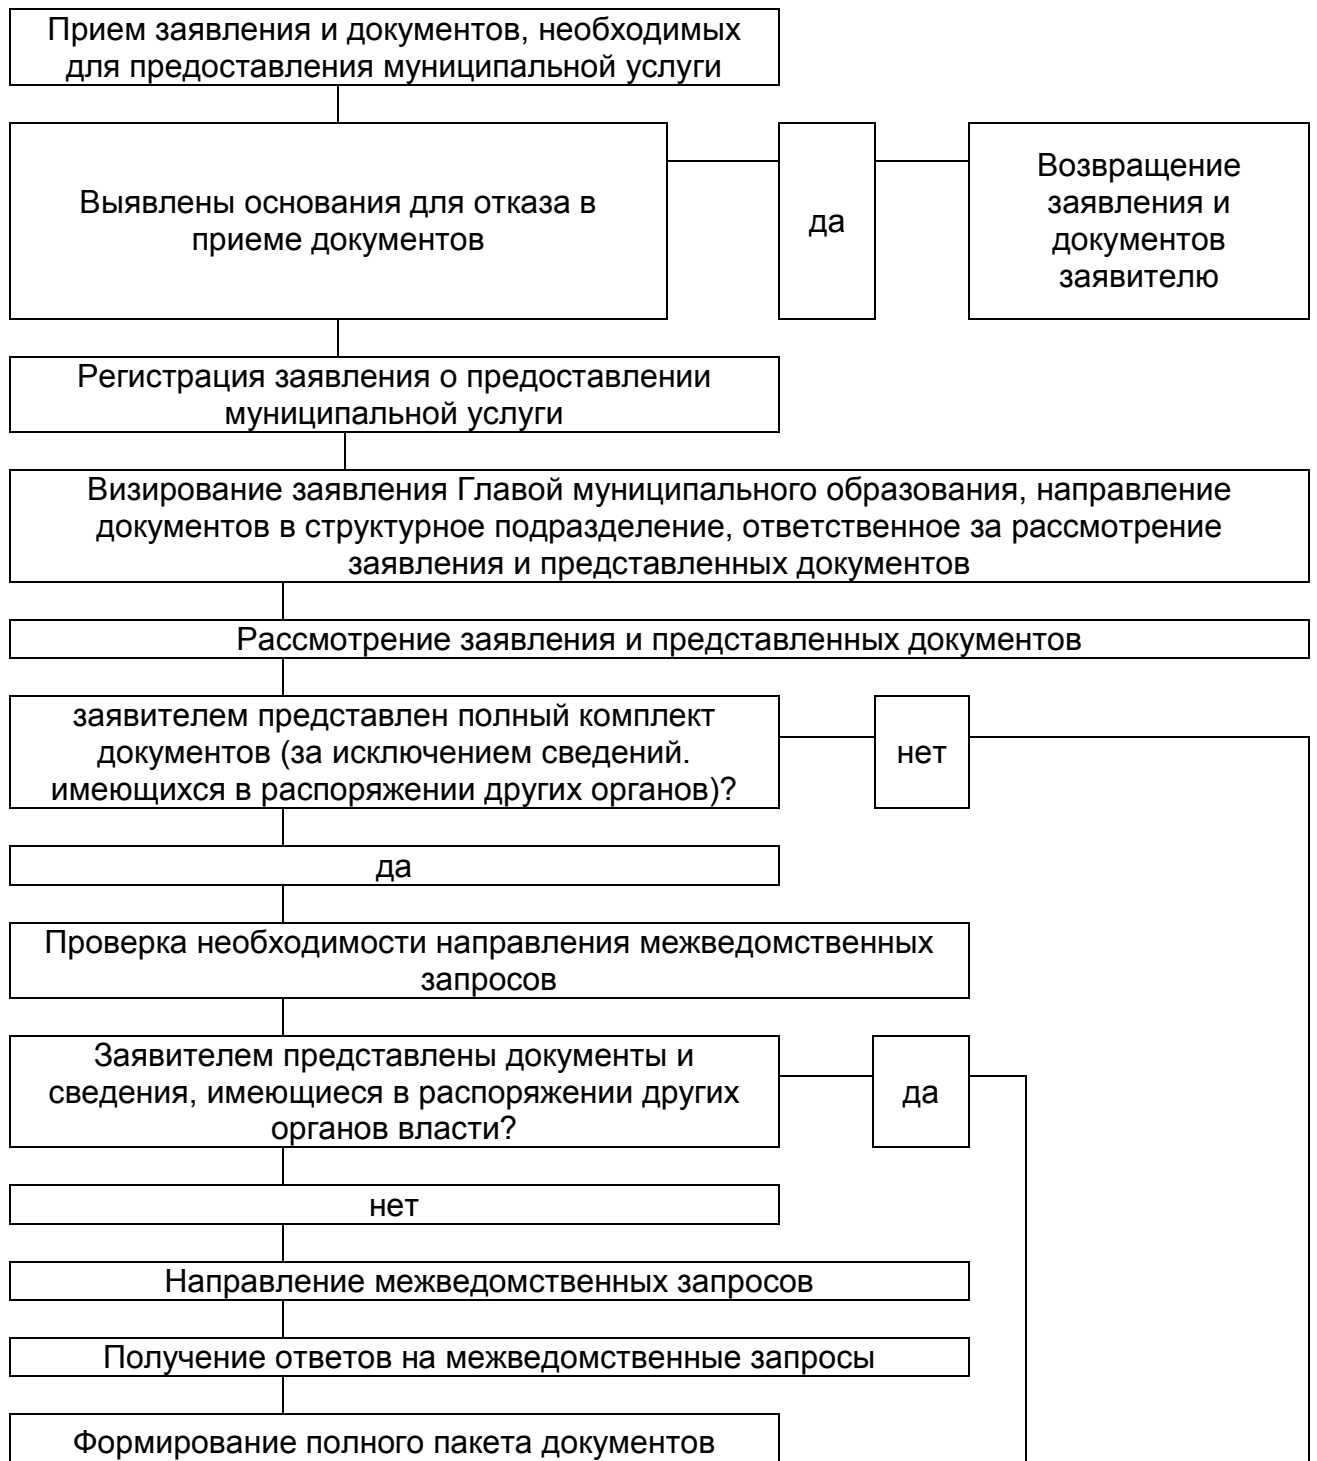 Прием заявления и документов, необходимых
для предоставления муниципальной услуги
Выявлены основания для отказа в
приеме документов
да
Возвращение
заявления и
документов
заявителю
Регистрация заявления о предоставлении
муниципальной услуги
Визирование заявления Главой муниципального образования, направление
документов в структурное подразделение, ответственное за рассмотрение
заявления и представленных документов
Рассмотрение заявления и представленных документов
заявителем представлен полный комплект
документов (за исключением сведений.
имеющихся в распоряжении других органов)?
нет
да
Проверка необходимости направления межведомственных
запросов
Заявителем представлены документы и
сведения, имеющиеся в распоряжении других
органов власти?
да
нет
Направление межведомственных запросов
Получение ответов на межведомственные запросы
Формирование полного пакета документов